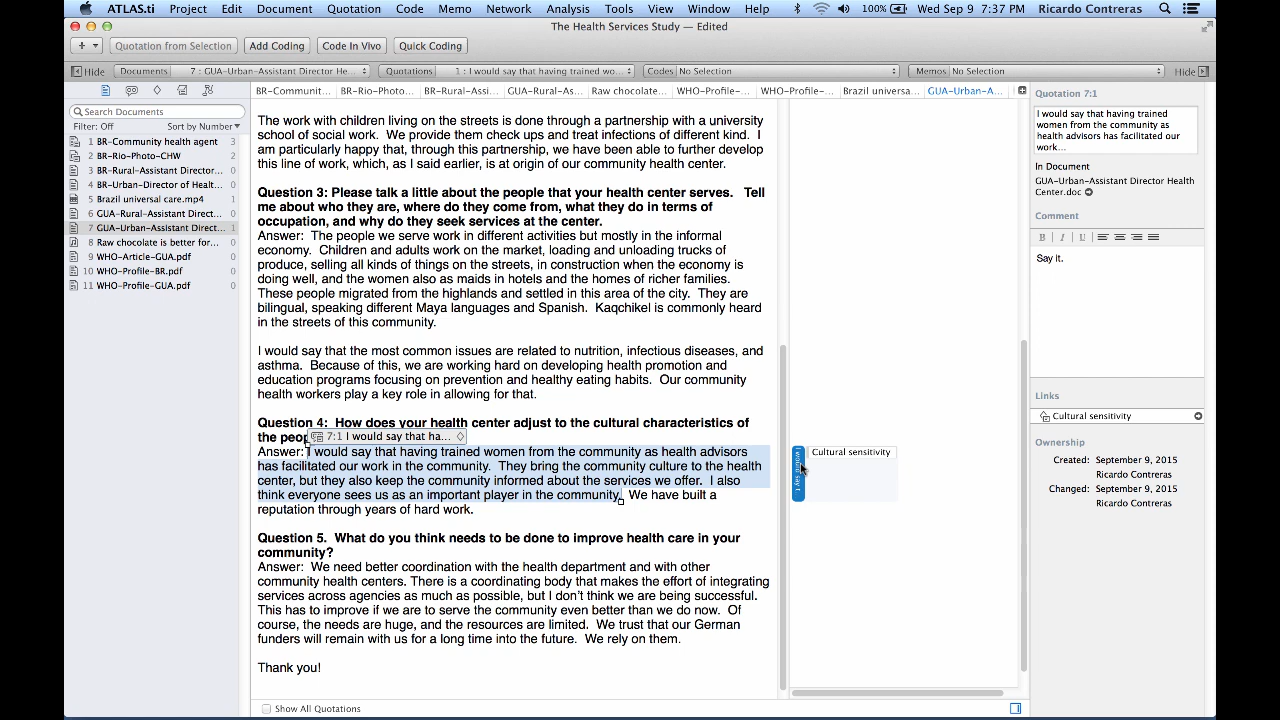 ATLAS.ti Project Edit Document Quotation Code Memo Network Analysis Tools View Window Help 100% Wed Sep 9 7:37 PM Ricardo Contreras
The Health Services Study — Edited
+ Quotation from Selection Add Coding Code In Vivo Quick Coding
Hide Documents 7 : GUA-Urban-Assistant Director He... Quotations 1 : I would say that having trained wo... Codes No Selection Memos No Selection Hide
Search Documents
Filter: Off Sort by Number
1 BR-Community health agent 3
2 BR-Rio-Photo-CHW 2
3 BR-Rural-Assistant Director... 0
4 BR-Urban-Director of Healt... 0
5 Brazil universal care.mp4 1
6 GUA-Rural-Assistant Direct... 0
7 GUA-Urban-Assistant Direct... 1
8 Raw chocolate is better for... 0
9 WHO-Article-GUA.pdf 0
10 WHO-Profile-BR.pdf 0
11 WHO-Profile-GUA.pdf 0
BR-Communit... BR-Rio-Photo... BR-Rural-Assi... GUA-Rural-As... Raw chocolate... WHO-Profile-... WHO-Profile-... Brazil universa... GUA-Urban-A...
The work with children living on the streets is done through a partnership with a university
school of social work. We provide them check ups and treat infections of different kind. I
am particularly happy that, through this partnership, we have been able to further develop
this line of work, which, as I said earlier, is at origin of our community health center.
Question 3: Please talk a little about the people that your health center serves. Tell
me about who they are, where do they come from, what they do in terms of
occupation, and why do they seek services at the center.
Answer: The people we serve work in different activities but mostly in the informal
economy. Children and adults work on the market, loading and unloading trucks of
produce, selling all kinds of things on the streets, in construction when the economy is
doing well, and the women also as maids in hotels and the homes of richer families.
These people migrated from the highlands and settled in this area of the city. They are
bilingual, speaking different Maya languages and Spanish. Kaqchikel is commonly heard
in the streets of this community.
I would say that the most common issues are related to nutrition, infectious diseases, and
asthma. Because of this, we are working hard on developing health promotion and
education programs focusing on prevention and healthy eating habits. Our community
health workers play a key role in allowing for that.
Question 4: How does your health center adjust to the cultural characteristics of
the peop
7:1 I would say that ha...
Answer: I would say that having trained women from the community as health advisors
has facilitated our work in the community. They bring the community culture to the health
center, but they also keep the community informed about the services we offer. I also
think everyone sees us as an important player in the community. We have built a
reputation through years of hard work.
Question 5. What do you think needs to be done to improve health care in your
community?
Answer: We need better coordination with the health department and with other
community health centers. There is a coordinating body that makes the effort of integrating
services across agencies as much as possible, but I don't think we are being successful.
This has to improve if we are to serve the community even better than we do now. Of
course, the needs are huge, and the resources are limited. We trust that our German
funders will remain with us for a long time into the future. We rely on them.
Thank you!
Show All Quotations
Cultural sensitivity
Quotation 7:1
I would say that having trained
women from the community as
health advisors has facilitated our
work...
In Document
GUA-Urban-Assistant Director Health
Center.doc
Comment
B I U
Say it.
Links
Cultural sensitivity
Ownership
Created: September 9, 2015
Ricardo Contreras
Changed: September 9, 2015
Ricardo Contreras